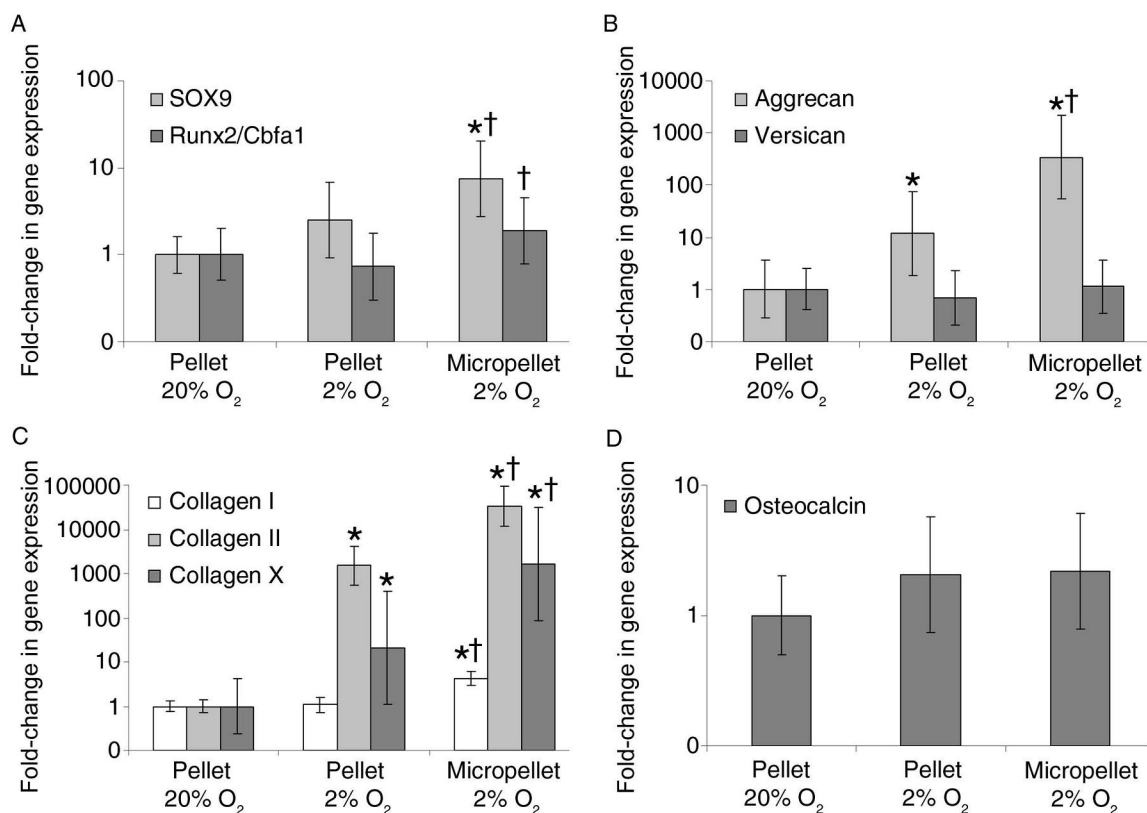 A
Fold-change in gene expression
100
10
1
0
SOX9
Runx2/Cbfa1
*†
†
Pellet
20% O₂
Pellet
2% O₂
Micropellet
2% O₂
B
Fold-change in gene expression
10000
1000
100
10
1
0
Aggrecan
Versican
*
*†
Pellet
20% O₂
Pellet
2% O₂
Micropellet
2% O₂
C
Fold-change in gene expression
100000
10000
1000
100
10
1
0
Collagen I
Collagen II
Collagen X
*
*
*†
*†
*†
Pellet
20% O₂
Pellet
2% O₂
Micropellet
2% O₂
D
Fold-change in gene expression
10
1
0
Osteocalcin
Pellet
20% O₂
Pellet
2% O₂
Micropellet
2% O₂